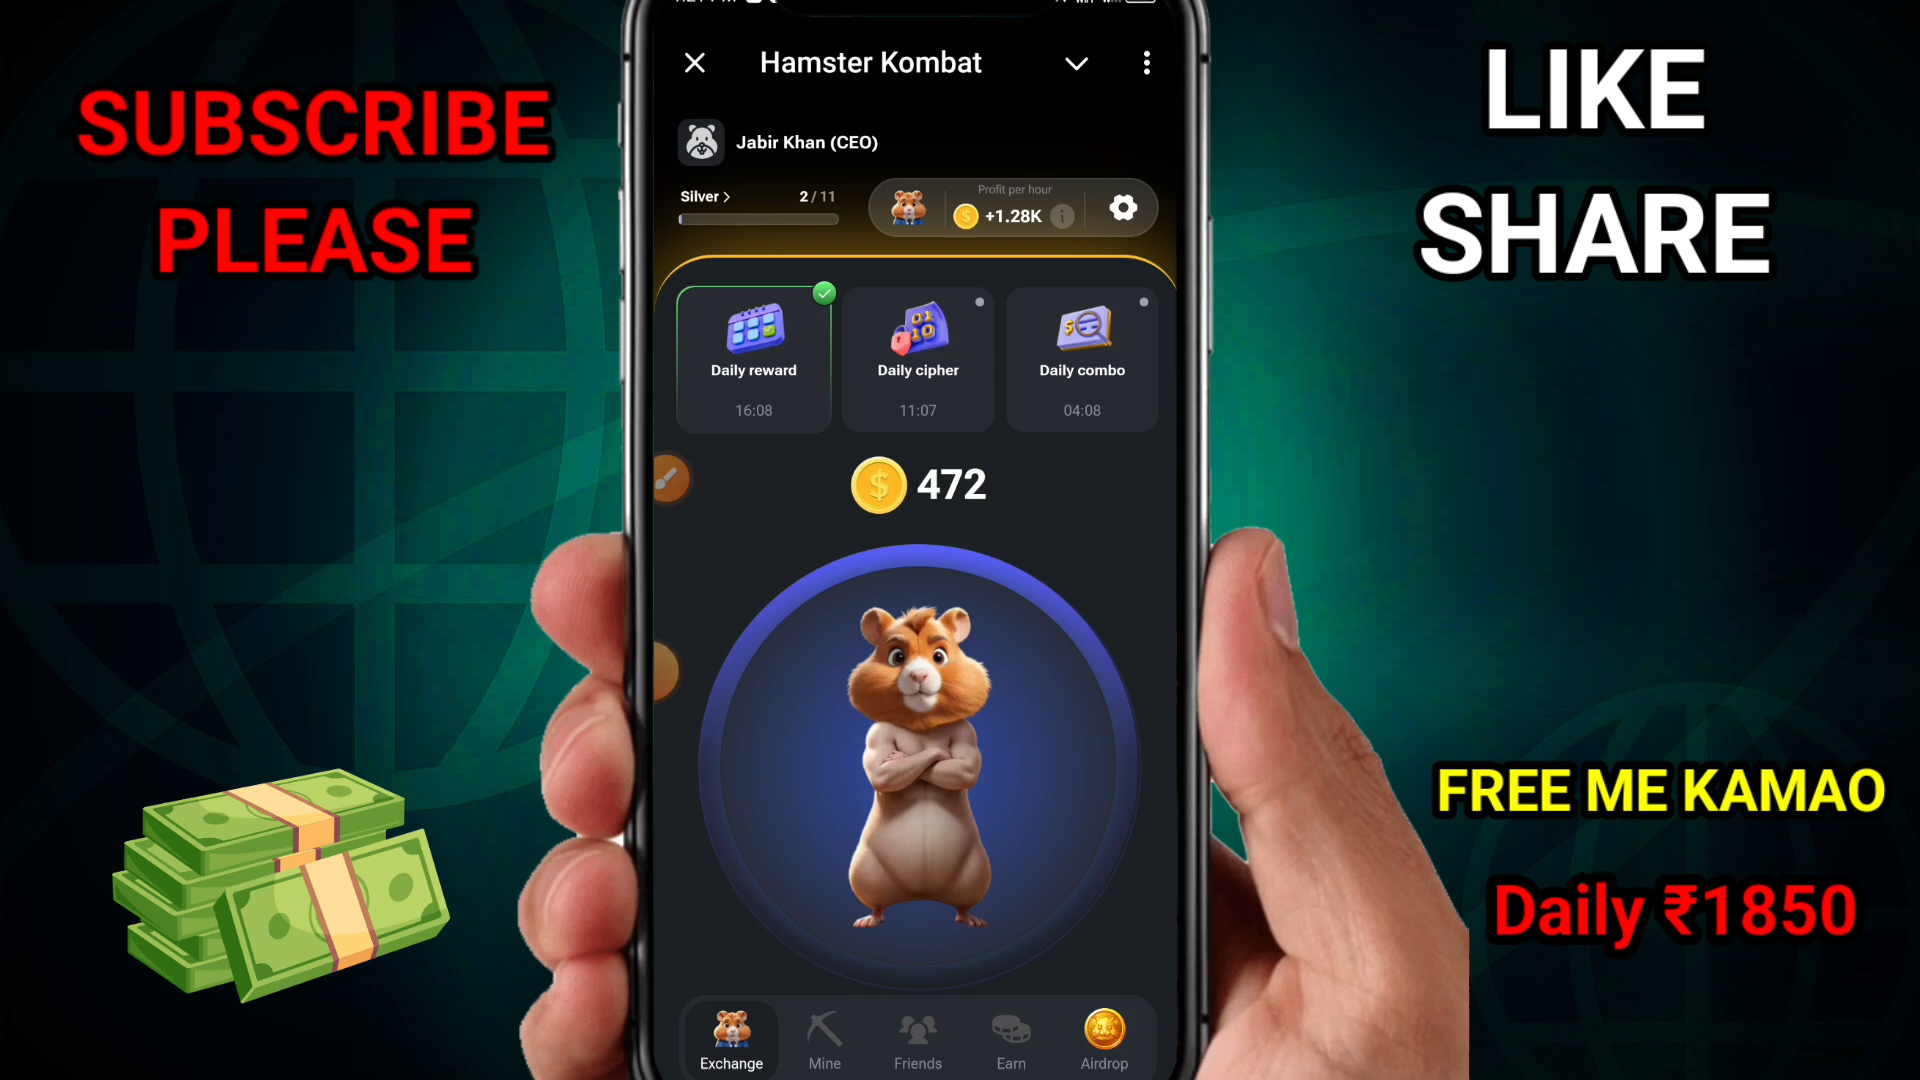 SUBSCRIBE
PLEASE
LIKE
SHARE
Hamster Kombat
Jabir Khan (CEO)
Silver > 2 / 11
Profit per hour
+1.28K
Daily reward
16:08
Daily cipher
11:07
Daily combo
04:08
472
FREE ME KAMAO
Daily ₹1850
Exchange
Mine
Friends
Earn
Airdrop